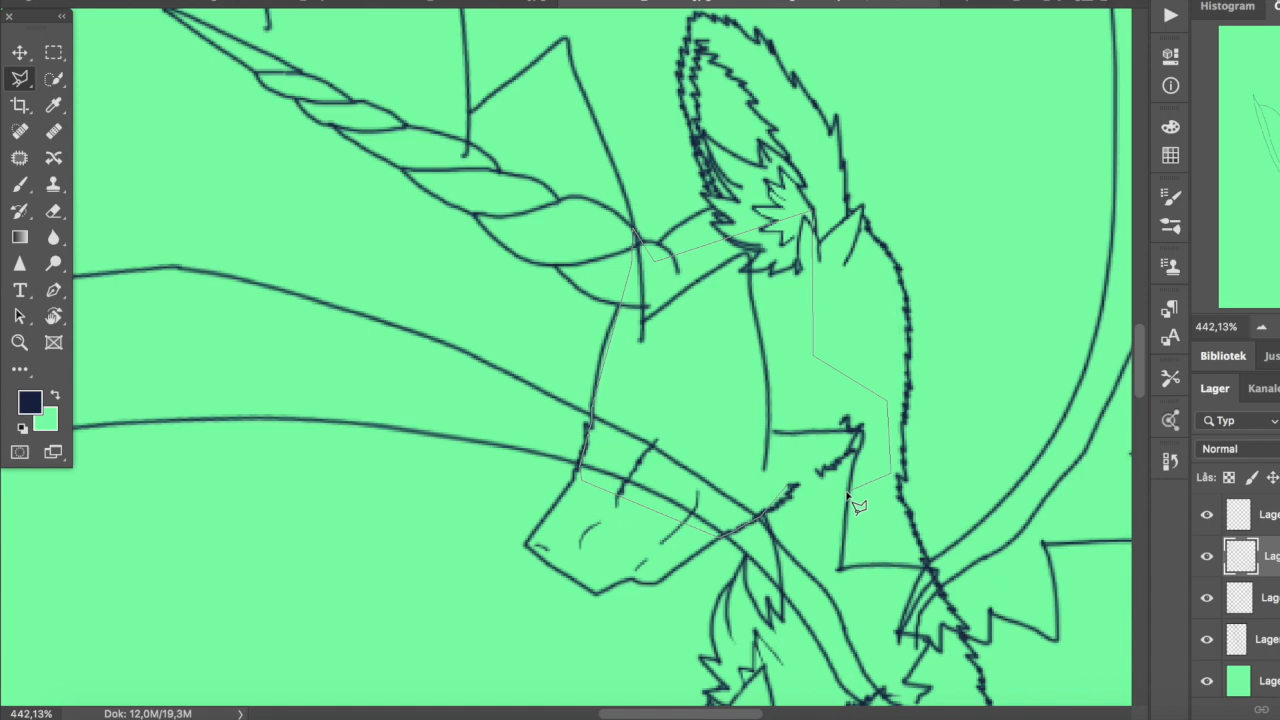 Histogram
442,13%
Bibliotek
Jus
Lager
Kanale
Typ
Normal
Lås:
Lage
Lag
Lage
Lage
Lage
442,13%
Dok: 12,0M/19,3M